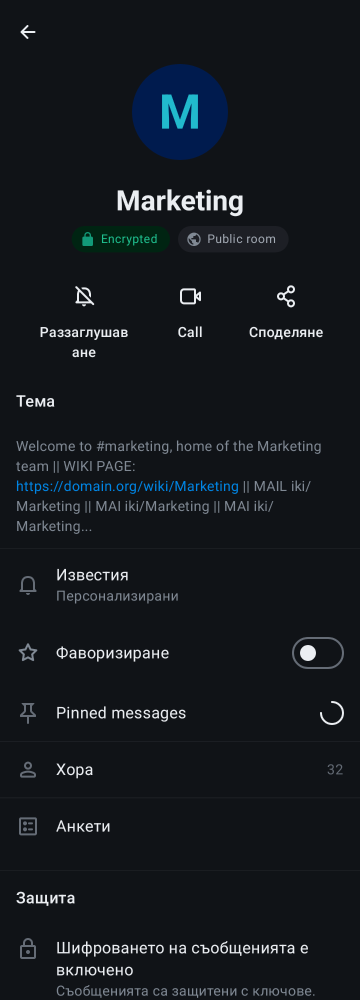 M
Marketing
Encrypted
Public room
Раззаглушав
ане
Call
Споделяне
Тема
Welcome to #marketing, home of the Marketing
team || WIKI PAGE:
https://domain.org/wiki/Marketing || MAIL iki/
Marketing || MAI iki/Marketing || MAI iki/
Marketing...
Известия
Персонализирани
Фаворизиране
Pinned messages
Хора
32
Анкети
Защита
Шифроването на съобщенията е
включено
Съобщенията са защитени с ключове.